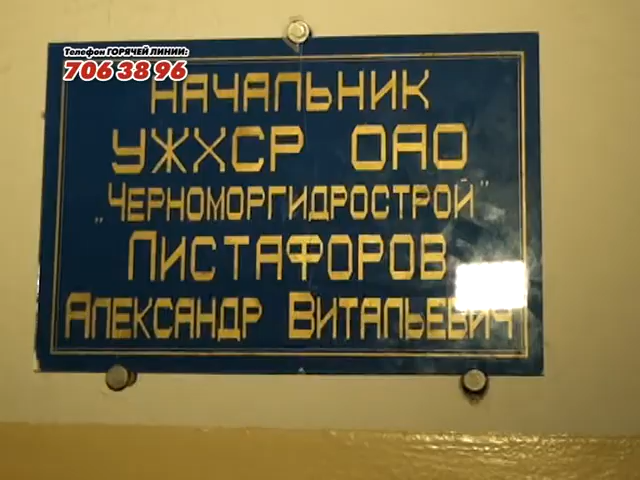 Телефон ГОРЯЧЕЙ ЛИНИИ:
706 38 96
НАЧАЛЬНИК
УЖХСР ОАО
„Черноморгидрострой"
Листафоров
Александр Витальевич